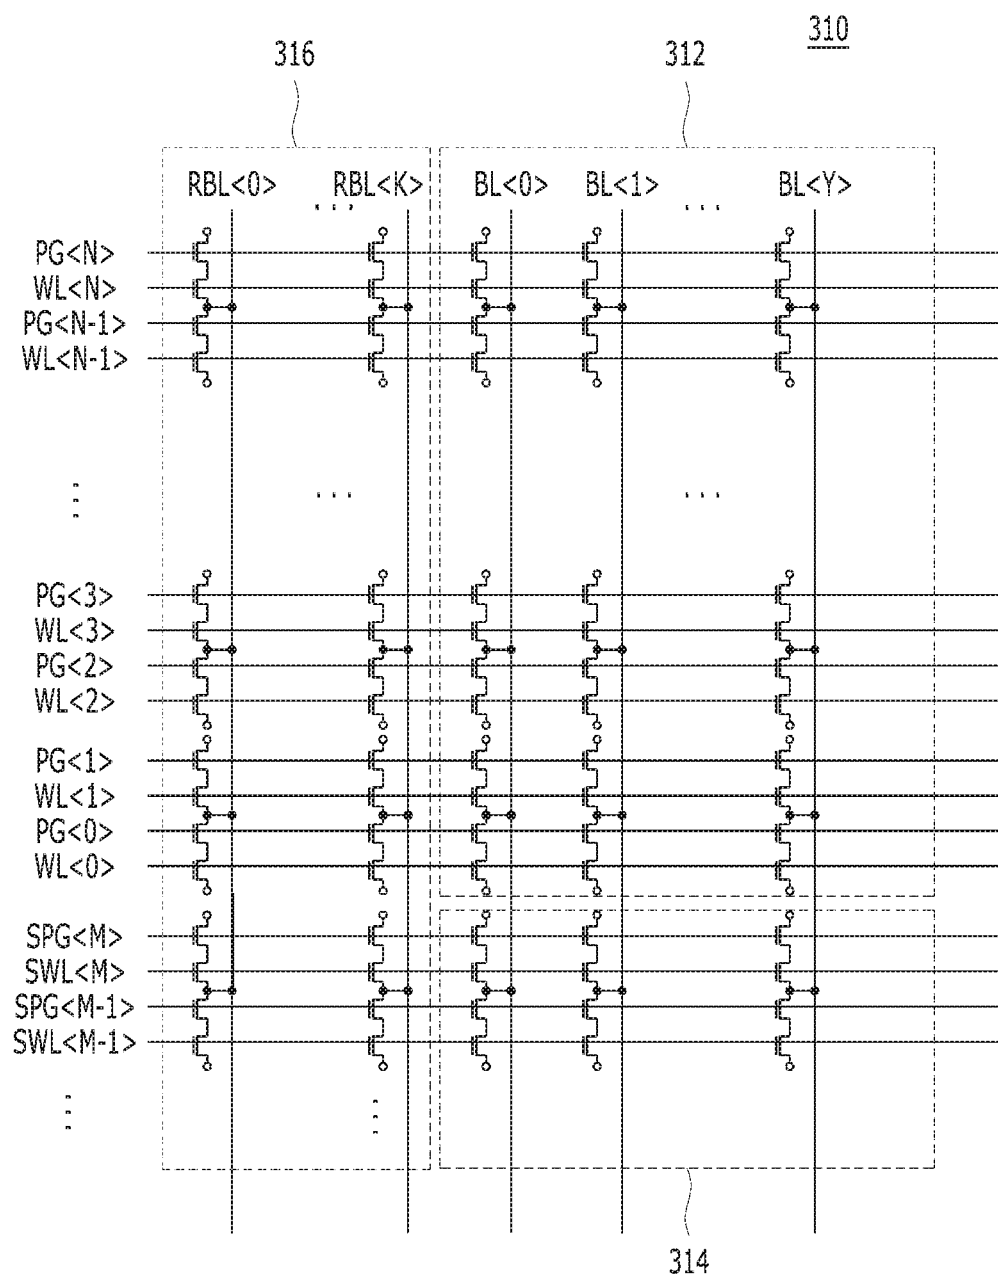 310
316 312
RBL<0> ... RBL<K> BL<0> BL<1> ... BL<Y>
PG<N>
WL<N>
PG<N-1>
WL<N-1>
... ...
PG<3>
WL<3>
PG<2>
WL<2>
PG<1>
WL<1>
PG<0>
WL<0>
SPG<M>
SWL<M>
SPG<M-1>
SWL<M-1>
314